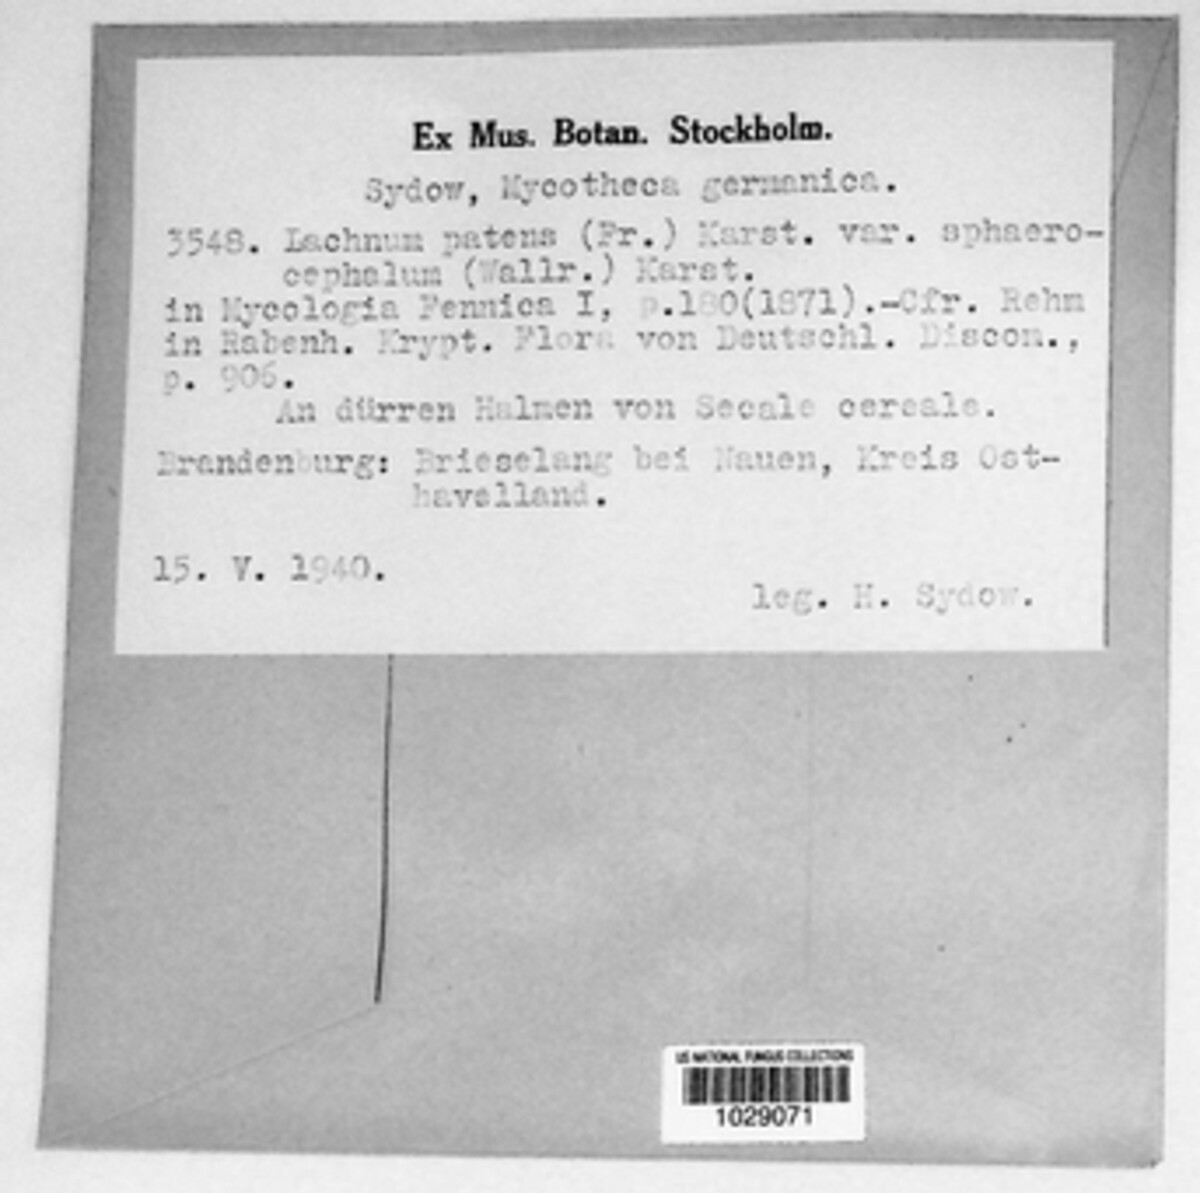 Ex Mus. Botan. Stockholm.
Sydow, Mycotheca germanica.
3548. Lachnum patens (Fr.) Karst. var. sphaero-
cephalum (Wallr.) Karst.
in Mycologia Fennica I, p.180(1871).-Cfr. Rehm
in Rabenh. Krypt. Flora von Deutschl. Discom.,
p. 906.
An dürren Halmen von Secale cereale.
Brandenburg: Brieselang bei Nauen, Kreis Ost-
havelland.
15. V. 1940.
leg. H. Sydow.
US NATIONAL FUNGUS COLLECTIONS
1029071